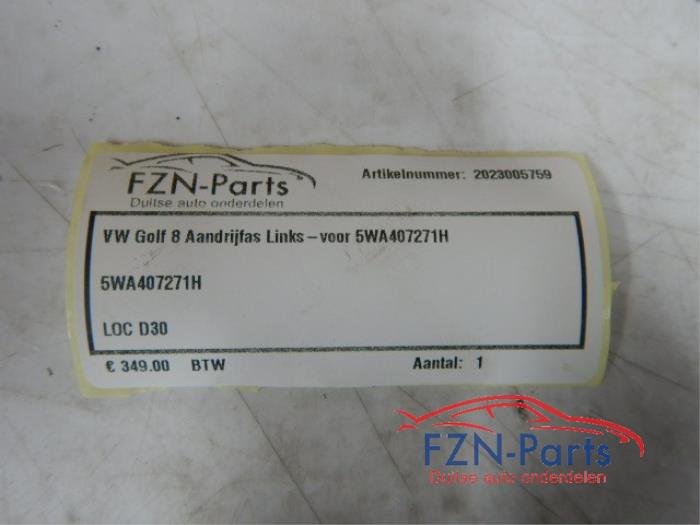 FZN-Parts
Duitse auto onderdelen
Artikelnummer: 2023005759
VW Golf 8 Aandrijfas Links-voor 5WA407271H
5WA407271H
LOC D30
€ 349.00 BTW
Aantal: 1
FZN-Parts
Duitse auto onderdelen